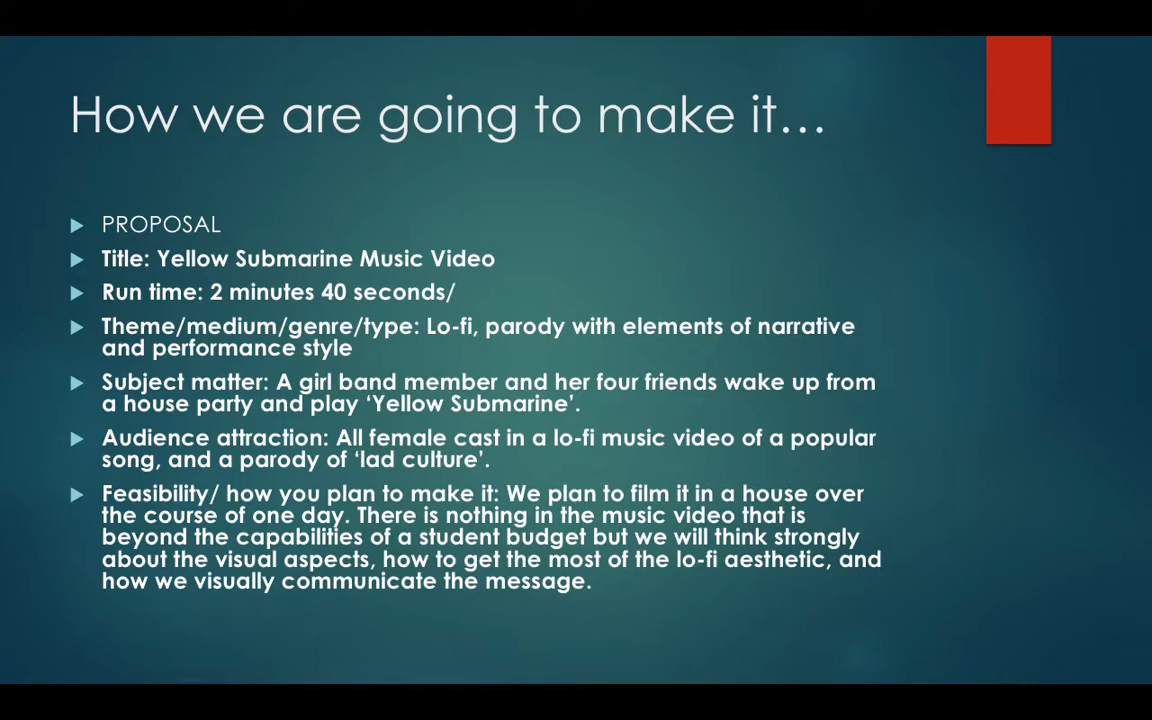 How we are going to make it…
PROPOSAL
Title: Yellow Submarine Music Video
Run time: 2 minutes 40 seconds/
Theme/medium/genre/type: Lo-fi, parody with elements of narrative
and performance style
Subject matter: A girl band member and her four friends wake up from
a house party and play ‘Yellow Submarine’.
Audience attraction: All female cast in a lo-fi music video of a popular
song, and a parody of ‘lad culture’.
Feasibility/ how you plan to make it: We plan to film it in a house over
the course of one day. There is nothing in the music video that is
beyond the capabilities of a student budget but we will think strongly
about the visual aspects, how to get the most of the lo-fi aesthetic, and
how we visually communicate the message.